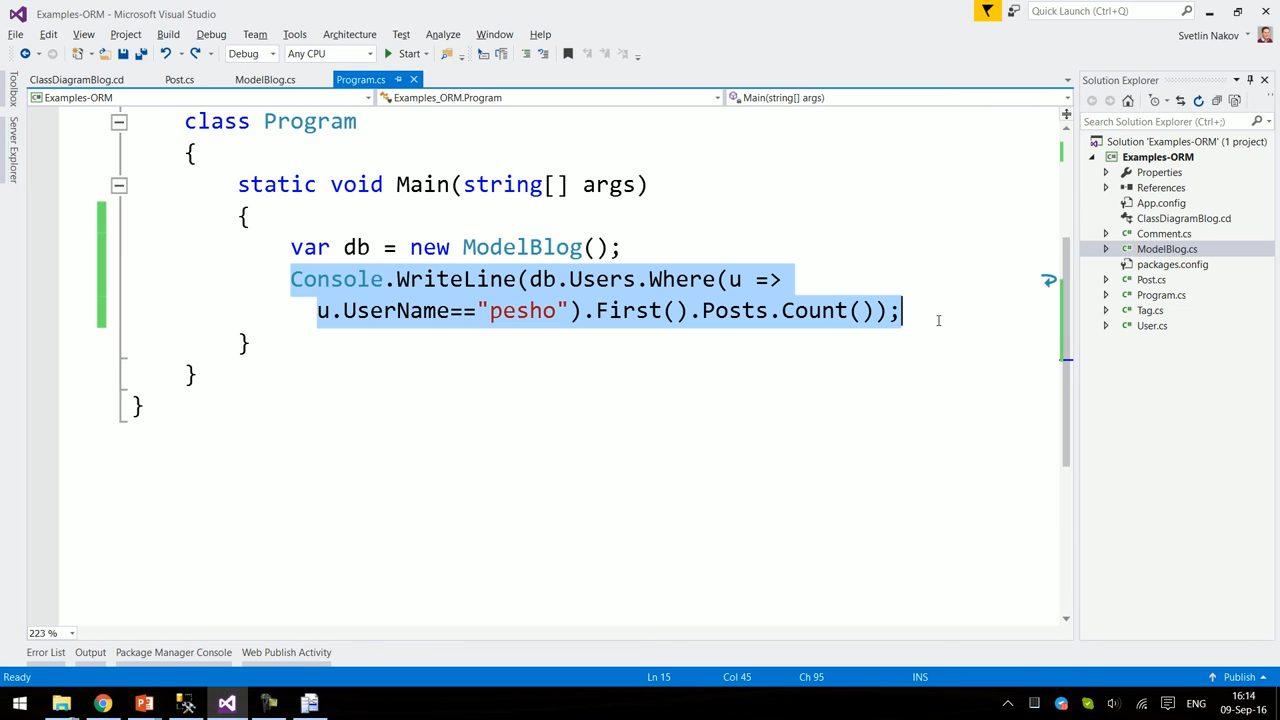 Examples-ORM - Microsoft Visual Studio
Quick Launch (Ctrl+Q)
File Edit View Project Build Debug Team Tools Architecture Test Analyze Window Help
Svetlin Nakov
Debug Any CPU Start
ClassDiagramBlog.cd Post.cs ModelBlog.cs Program.cs
Examples-ORM Examples_ORM.Program Main(string[] args)
Toolbox
Server Explorer
class Program
{
static void Main(string[] args)
{
var db = new ModelBlog();
Console.WriteLine(db.Users.Where(u =>
u.UserName=="pesho").First().Posts.Count());
}
}
}
Solution Explorer
Search Solution Explorer (Ctrl+;)
Solution 'Examples-ORM' (1 project)
Examples-ORM
Properties
References
App.config
ClassDiagramBlog.cd
Comment.cs
ModelBlog.cs
packages.config
Post.cs
Program.cs
Tag.cs
User.cs
223 %
Error List Output Package Manager Console Web Publish Activity
Ready Ln 15 Col 45 Ch 95 INS Publish
ENG
16:14
09-Sep-16